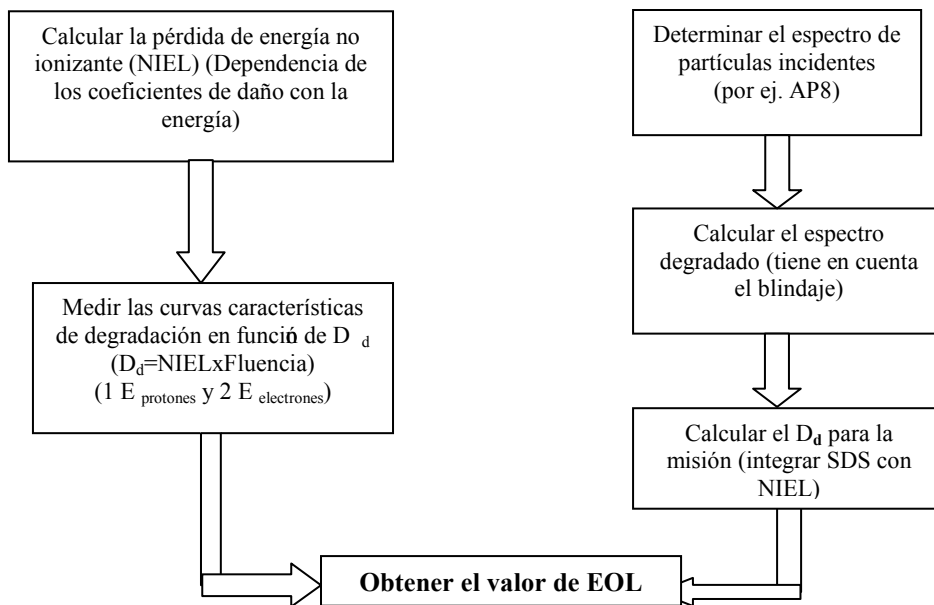 Calcular la pérdida de energía no
ionizante (NIEL) (Dependencia de
los coeficientes de daño con la
energía)
Medir las curvas características
de degradación en función de D d
(Dd=NIELxFluencia)
(1 E protones y 2 E electrones)
Determinar el espectro de
partículas incidentes
(por ej. AP8)
Calcular el espectro
degradado (tiene en cuenta
el blindaje)
Calcular el Dd para la
misión (integrar SDS con
NIEL)
Obtener el valor de EOL